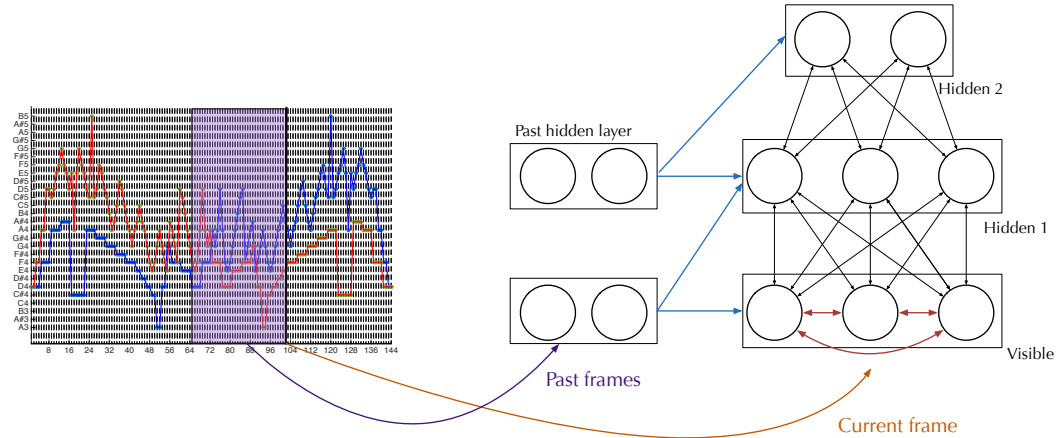 B5
A#5
A5
G#5
G5
F#5
F5
E5
D#5
D5
C#5
C5
B4
A#4
A4
G#4
G4
F#4
F4
E4
D#4
D4
C#4
C4
B3
A#3
A3
8 16 24 32 40 48 56 64 72 80 88 96 104 112 120 128 136 144
Past hidden layer
Hidden 2
Hidden 1
Visible
Past frames
Current frame